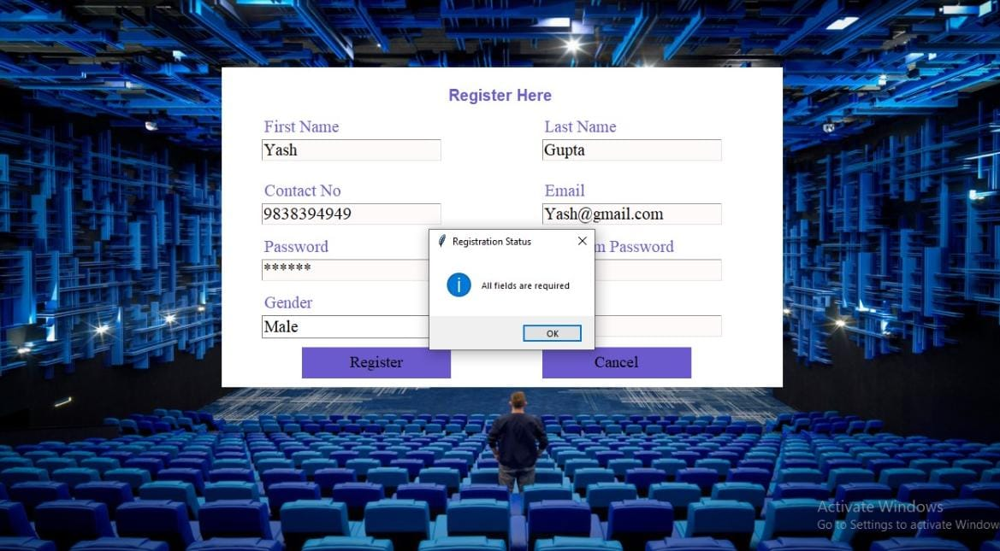 Register Here
First Name
Last Name
Yash
Gupta
Contact No
Email
9838394949
Yash@gmail.com
Registration Status
Password
Password
******
All fields are required
Gender
Male
OK
Register
Cancel
Activate Windows
Go to Settings to activate Window